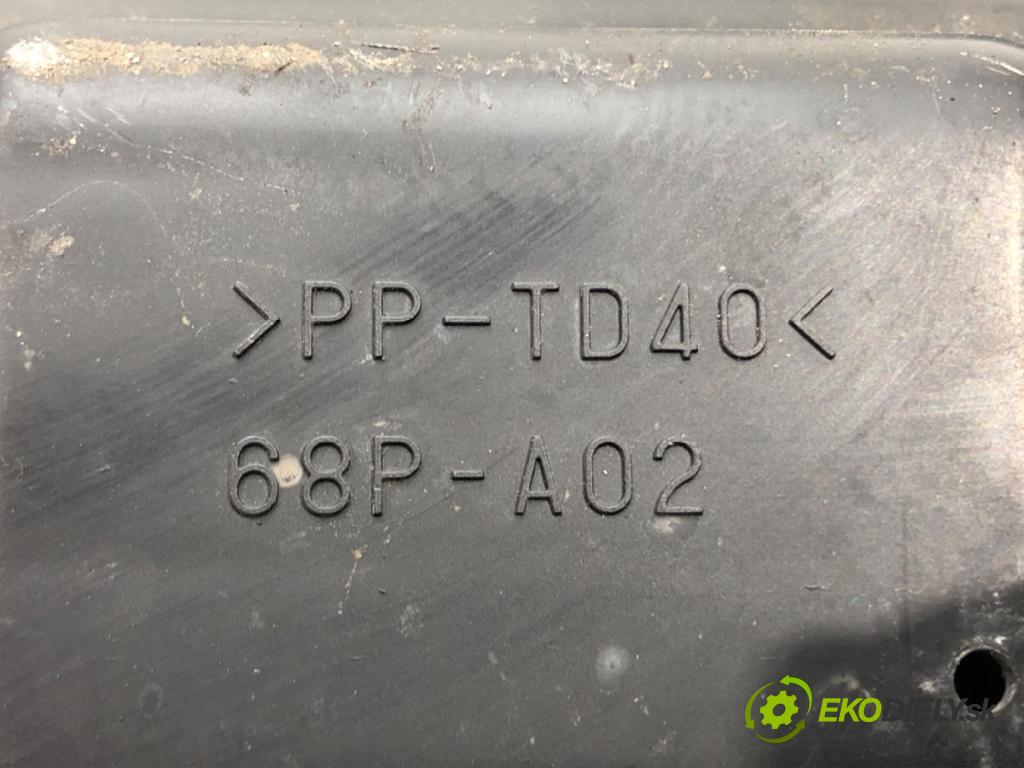 >PP-TD40<
68P-A02
EKODIELY.sk